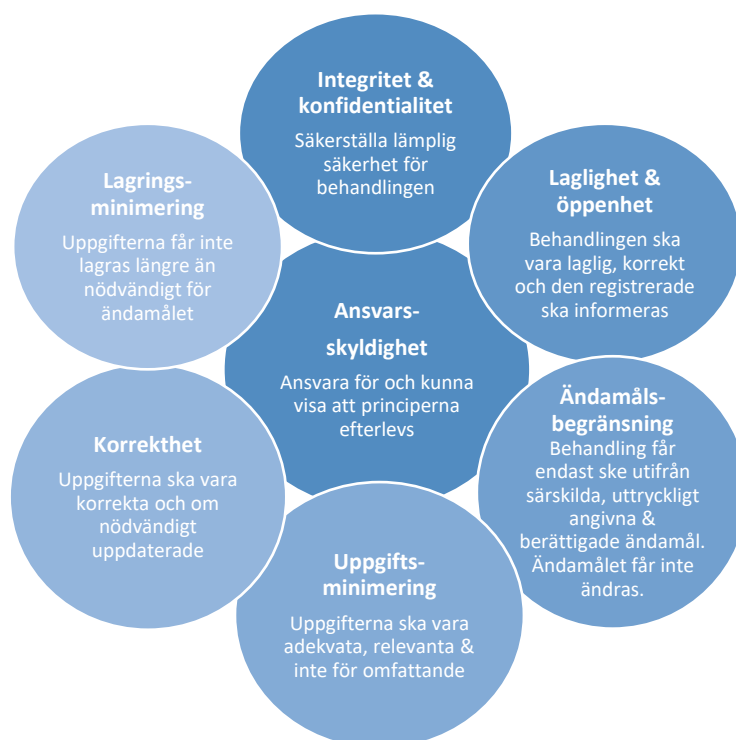 Integritet &
konfidentialitet
Säkerställa lämplig
säkerhet för
behandlingen
Laglighet &
öppenhet
Behandlingen ska
vara laglig, korrekt
och den registrerade
ska informeras
Ändamåls-
begränsning
Behandling får
endast ske utifrån
särskilda, uttryckligt
angivna &
berättigade ändamål.
Ändamålet får inte
ändras.
Uppgifts-
minimering
Uppgifterna ska vara
adekvata, relevanta &
inte för omfattande
Korrekthet
Uppgifterna ska vara
korrekta och om
nödvändigt
uppdaterade
Lagrings-
minimering
Uppgifterna får inte
lagras längre än
nödvändigt för
ändamålet
Ansvars-
skyldighet
Ansvara för och kunna
visa att principerna
efterlevs